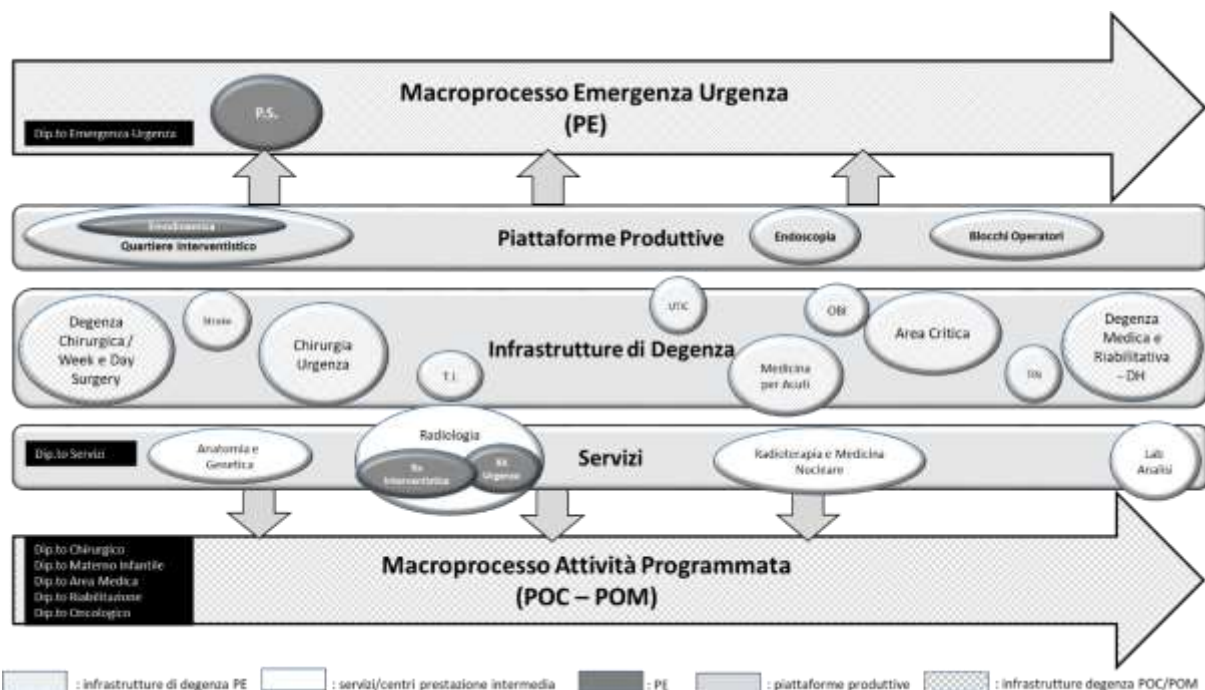 Macroprocesso Emergenza Urgenza
(PE)
P.S.
Dip.to Emergenza-Urgenza
Emodinamica
Quartiere interventistico
Piattaforme Produttive
Endoscopia
Blocchi Operatori
Degenza
Chirurgica /
Week e Day
Surgery
Stroke
Chirurgia
Urgenza
T.I.
Infrastrutture di Degenza
UTIC
Medicina
per Acuti
OBI
Area Critica
TIN
Degenza
Medica e
Riabilitativa
– DH
Dip.to Servizi
Anatomia e
Genetica
Radiologia
Rx
Interventistica
RX
Urgenza
Servizi
Radioterapia e Medicina
Nucleare
Lab
Analisi
Dip.to Chirurgico
Dip.to Materno Infantile
Dip.to Area Medica
Dip.to Riabilitazione
Dip.to Oncologico
Macroprocesso Attività Programmata
(POC – POM)
: infrastrutture di degenza PE
: servizi/centri prestazione intermedia
: PE
: piattaforme produttive
: infrastrutture degenza POC/POM